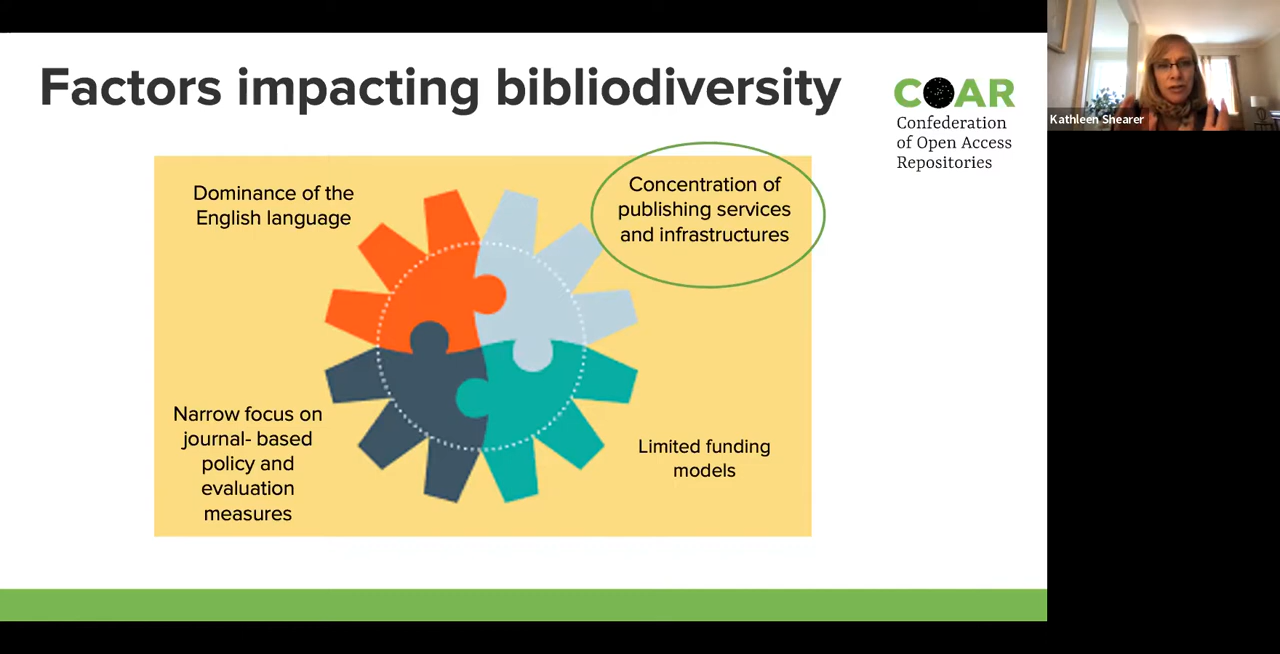 Factors impacting bibliodiversity
COAR
Confederation
of Open Access
Repositories
Kathleen Shearer
Dominance of the
English language
Concentration of
publishing services
and infrastructures
Narrow focus on
journal- based
policy and
evaluation
measures
Limited funding
models